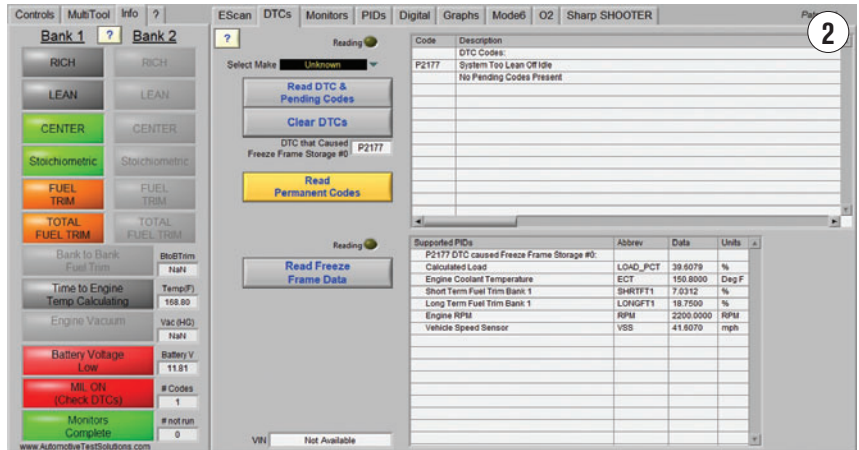 Controls MultiTool Info ? EScan DTCs Monitors PIDs Digital Graphs Mode6 O2 Sharp SHOOTER
2
Bank 1 ? Bank 2
RICH RICH
LEAN LEAN
CENTER CENTER
Stoichiometric Stoichiometric
FUEL TRIM FUEL TRIM
TOTAL FUEL TRIM TOTAL FUEL TRIM
Bank to Bank Fuel Trim
BtoBTrim
NaN
Time to Engine Temp Calculating
Temp(F)
168.80
Engine Vacuum
Vac (HG)
NaN
Battery Voltage Low
Battery V
11.81
MIL ON (Check DTCs)
# Codes
1
Monitors Complete
# not run
0
www.AutomotiveTestSolutions.com
?
Reading
Select Make Unknown
Read DTC & Pending Codes
Clear DTCs
DTC that Caused
Freeze Frame Storage #0 P2177
Read Permanent Codes
Reading
Read Freeze Frame Data
VIN Not Available
Code Description
DTC Codes:
P2177 System Too Lean Off Idle
No Pending Codes Present
Supported PIDs Abbrev Data Units
P2177 DTC caused Freeze Frame Storage #0:
Calculated Load LOAD_PCT 39.6079 %
Engine Coolant Temperature ECT 150.8000 Deg F
Short Term Fuel Trim Bank 1 SHRTFT1 7.0312 %
Long Term Fuel Trim Bank 1 LONGFT1 18.7500 %
Engine RPM RPM 2200.0000 RPM
Vehicle Speed Sensor VSS 41.6070 mph